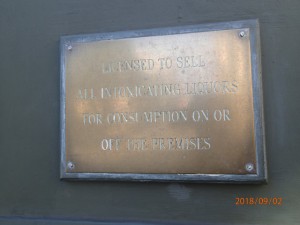 LICENSED TO SELL
ALL INTOXICATING LIQUORS
FOR CONSUMPTION ON OR
OFF THE PREMISES
2018/09/02